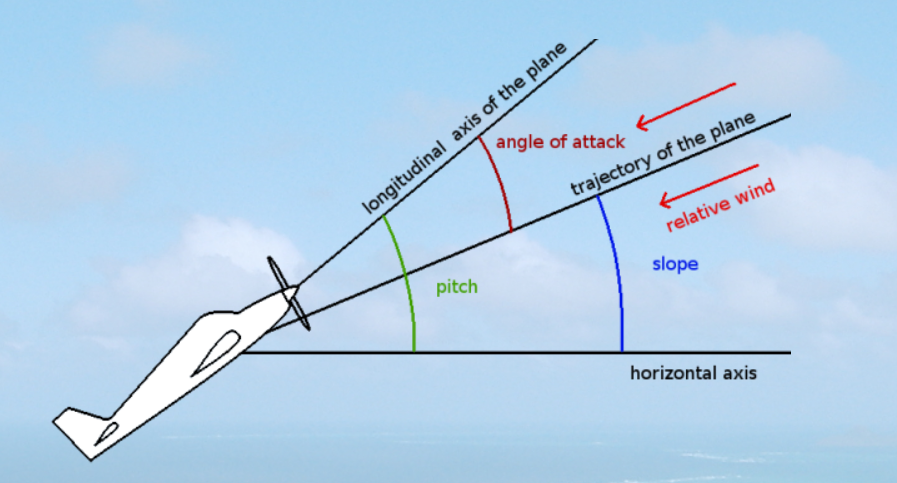 longitudinal axis of the plane
angle of attack
trajectory of the plane
relative wind
slope
pitch
horizontal axis